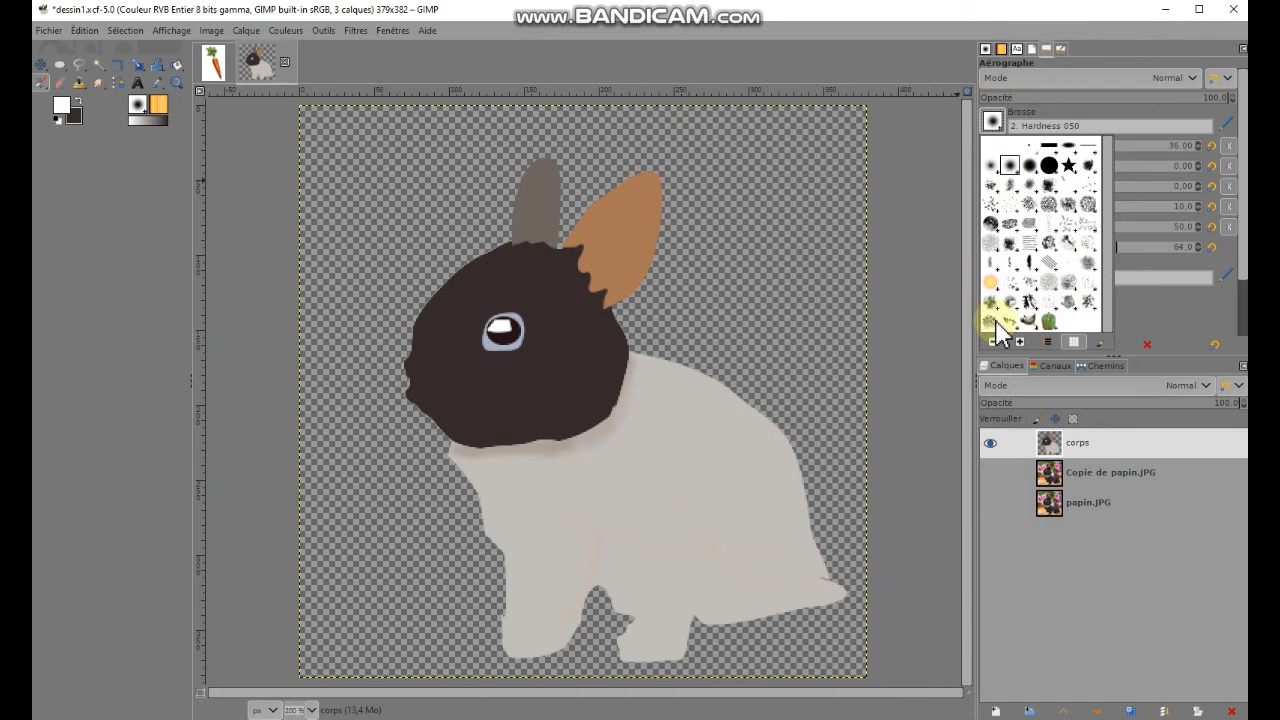 *dessin1.xcf-5.0 (Couleur RVB Entier 8 bits gamma, GIMP built-in sRGB, 3 calques) 379x382 – GIMP
www.BANDICAM.com
Fichier Édition Sélection Affichage Image Calque Couleurs Outils Filtres Fenêtres Aide
Aérographe
Mode Normal
Opacité 100,0
Brosse
2. Hardness 050
36,00
0,00
0,00
10,0
50,0
64,0
Calques Canaux Chemins
Mode Normal
Opacité 100,0
Verrouiller :
corps
Copie de papin.JPG
papin.JPG
px 200 % corps (13,4 Mo)